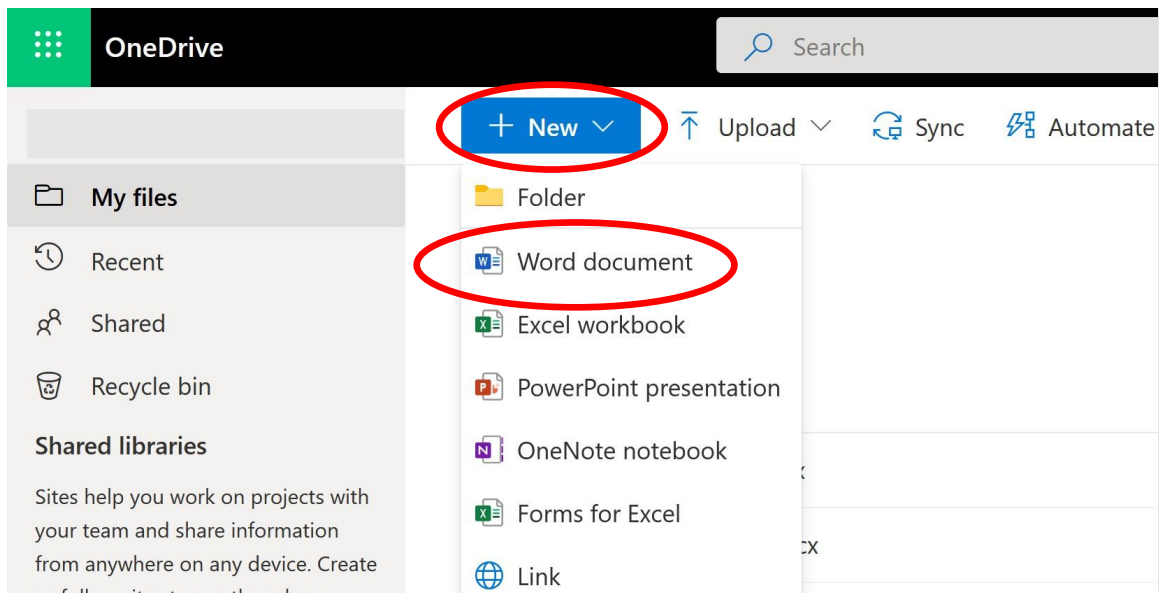 OneDrive
Search
New
Upload
Sync
Automate
My files
Recent
Shared
Recycle bin
Shared libraries
Sites help you work on projects with
your team and share information
from anywhere on any device. Create
Folder
Word document
Excel workbook
PowerPoint presentation
OneNote notebook
Forms for Excel
Link
cx